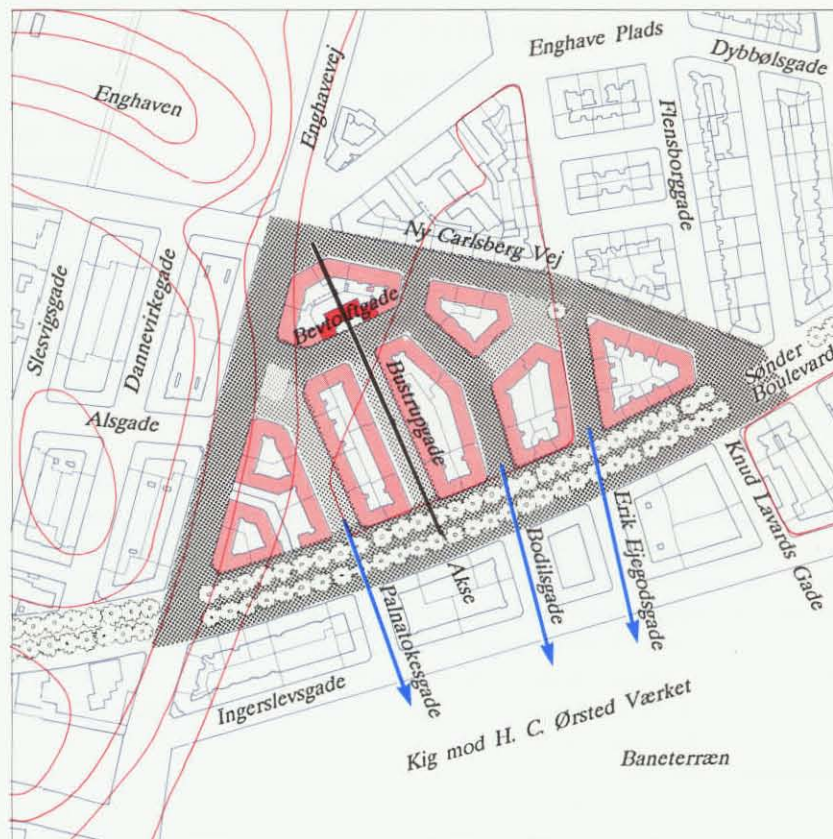 Enghave Plads
Dybbølsgade
Enghaven
Enghavevej
Flensborggade
Ny Carlsberg Vej
Slesvigsgade
Dannevirkegade
Bevtoftgade
Bustrupgade
Sønder
Boulevard
Alsgade
Knud Lavards Gade
Erik Ejegodsgade
Bodilsgade
Akse
Palnatokesgade
Ingerslevsgade
Kig mod H. C. Ørsted Værket
Baneterræn